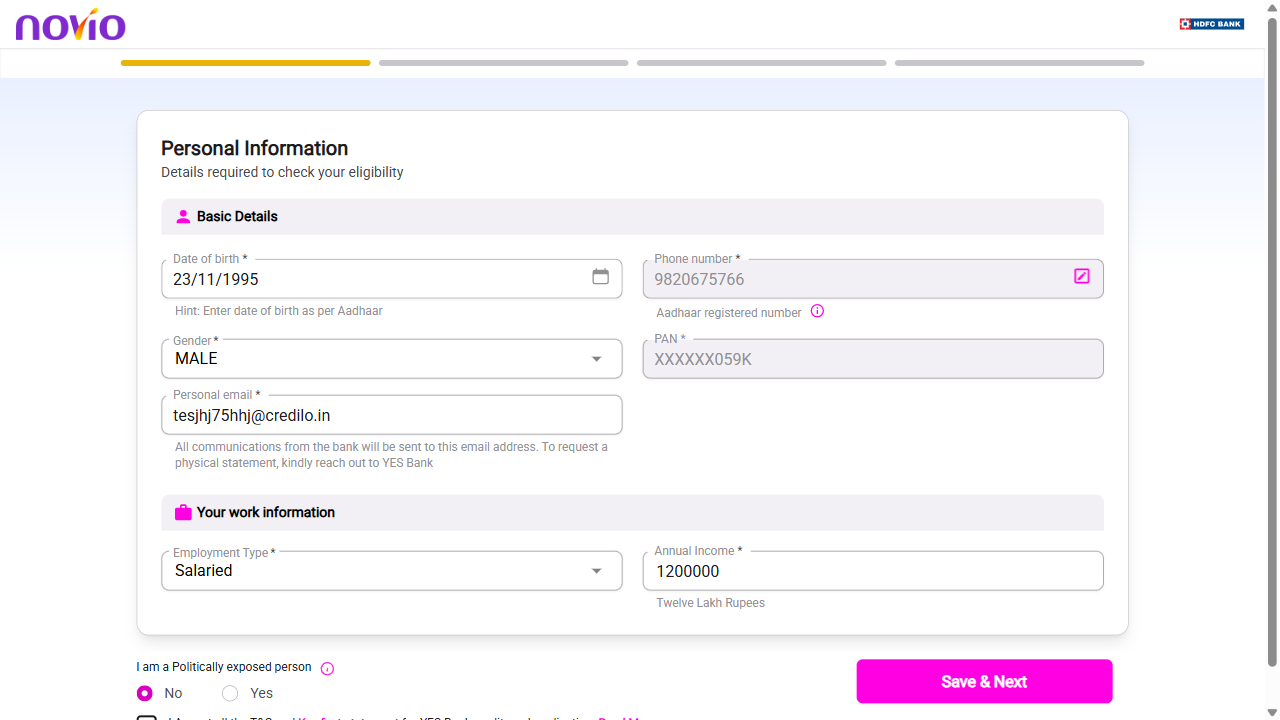 novio
HDFC BANK
Personal Information
Details required to check your eligibility
Basic Details
Date of birth *
23/11/1995
Hint: Enter date of birth as per Aadhaar
Phone number *
9820675766
Aadhaar registered number
Gender *
MALE
PAN *
XXXXXX059K
Personal email *
tesjhj75hhj@credilo.in
All communications from the bank will be sent to this email address. To request a
physical statement, kindly reach out to YES Bank
Your work information
Employment Type *
Salaried
Annual Income *
1200000
Twelve Lakh Rupees
I am a Politically exposed person
No
Yes
Save & Next